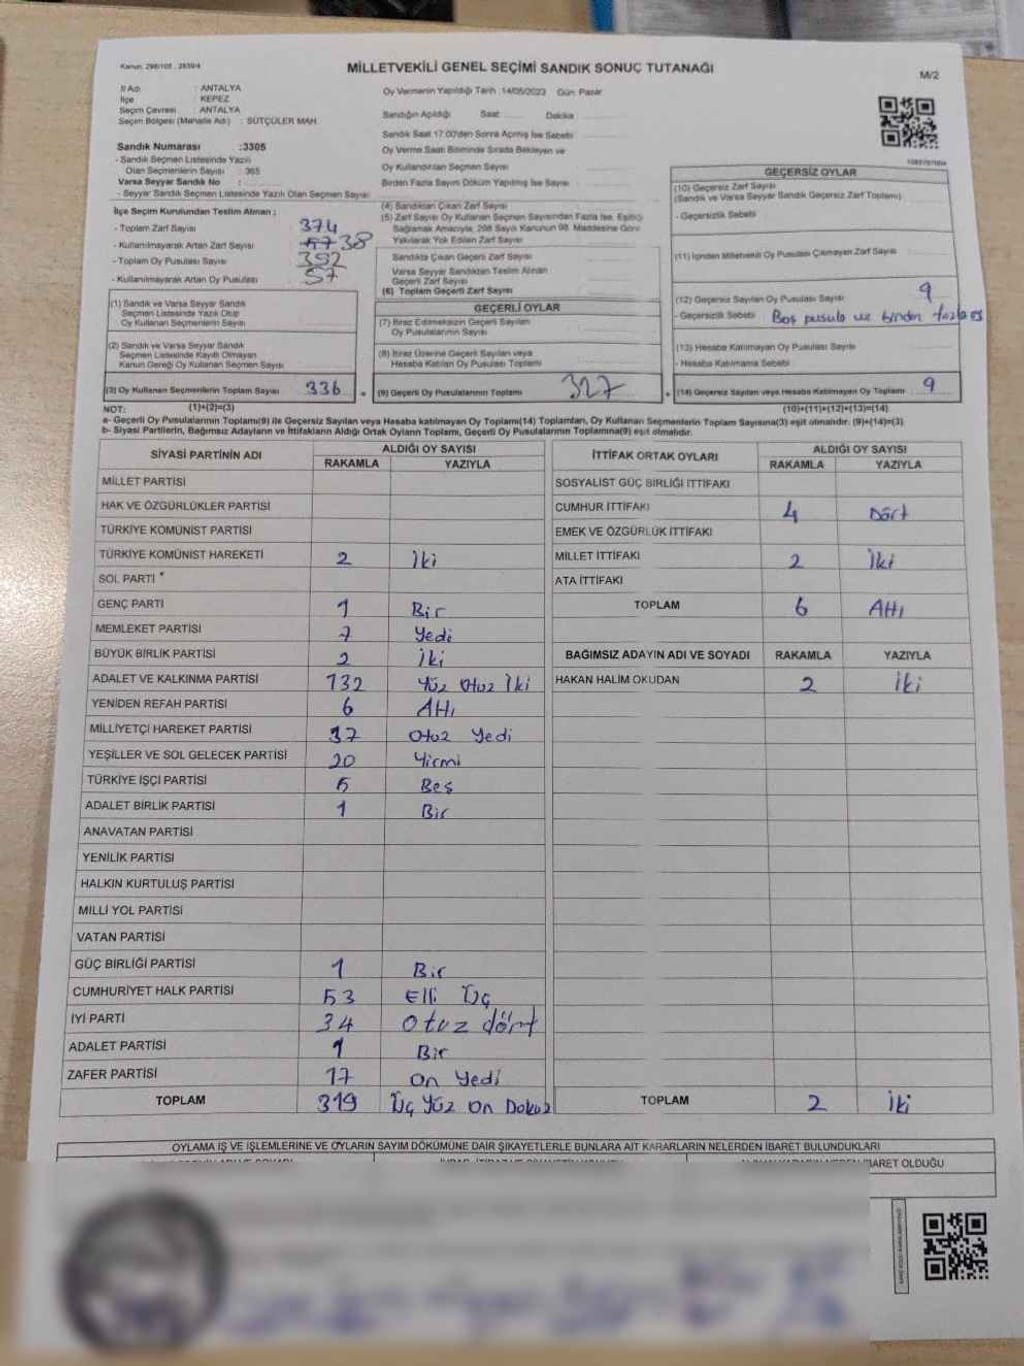 Kanun: 298/105 , 2839/4
MİLLETVEKİLİ GENEL SEÇİMİ SANDIK SONUÇ TUTANAĞI
M/2
İl Adı : ANTALYA
İlçe : KEPEZ
Seçim Çevresi : ANTALYA
Seçim Bölgesi (Mahalle Adı) : SÜTÇÜLER MAH.
Oy Vermenin Yapıldığı Tarih :14/05/2023 Gün: Pazar
Sandığın Açıldığı Saat ...... Dakika ......
Sandık Saat 17:00'den Sonra Açılmış İse Sebebi
Oy Verme Saati Bitiminde Sırada Bekleyen ve
Oy Kullandırılan Seçmen Sayısı
Birden Fazla Sayım Döküm Yapılmış İse Sayısı
Sandık Numarası :3305
- Sandık Seçmen Listesinde Yazılı
Olan Seçmenlerin Sayısı : 365
Varsa Seyyar Sandık No :
- Seyyar Sandık Seçmen Listesinde Yazılı Olan Seçmen Sayısı
İlçe Seçim Kurulundan Teslim Alınan ;
- Toplam Zarf Sayısı 374
- Kullanılmayarak Artan Zarf Sayısı 38
- Toplam Oy Pusulası Sayısı 392
- Kullanılmayarak Artan Oy Pusulası 57
(1) Sandık ve Varsa Seyyar Sandık
Seçmen Listesinde Yazılı Olup
Oy Kullanan Seçmenlerin Sayısı
(2) Sandık ve Varsa Seyyar Sandık
Seçmen Listesinde Kayıtlı Olmayan
Kanun Gereği Oy Kullanan Seçmen Sayısı
(3) Oy Kullanan Seçmenlerin Toplam Sayısı 336
(4) Sandıktan Çıkan Zarf Sayısı
(5) Zarf Sayısı Oy Kullanan Seçmen Sayısından Fazla İse, Eşitliği
Sağlamak Amacıyla, 298 Sayılı Kanunun 98. Maddesine Göre
Yakılarak Yok Edilen Zarf Sayısı
Sandıkta Çıkan Geçerli Zarf Sayısı
Varsa Seyyar Sandıktan Teslim Alınan
Geçerli Zarf Sayısı
(6) Toplam Geçerli Zarf Sayısı
GEÇERLİ OYLAR
(7) İtiraz Edilmeksizin Geçerli Sayılan
Oy Pusulasının Sayısı
(8) İtiraz Üzerine Geçerli Sayılan veya
Hesaba Katılan Oy Pusulası Toplamı
(9) Geçerli Oy Pusulalarının Toplamı 327
GEÇERSİZ OYLAR
(10) Geçersiz Zarf Sayısı
(Sandık ve Varsa Seyyar Sandık Geçersiz Zarf Toplamı)
- Geçersizlik Sebebi
(11) İçinden Milletvekili Oy Pusulası Çıkmayan Zarf Sayısı
(12) Geçersiz Sayılan Oy Pusulası Sayısı 9
- Geçersizlik Sebebi Boş pusula ve birden fazla
(13) Hesaba Katılmayan Oy Pusulası Sayısı
- Hesaba Katılmama Sebebi
(14) Geçersiz Sayılan veya Hesaba Katılmayan Oy Toplamı 9
NOT: (1)+(2)=(3) (10)+(11)+(12)+(13)=(14)
a- Geçerli Oy Pusulalarının Toplamı(9) ile Geçersiz Sayılan veya Hesaba katılmayan Oy Toplamı(14) Toplamları, Oy Kullanan Seçmenlerin Toplam Sayısına(3) eşit olmalıdır. (9)+(14)=(3)
b- Siyasi Partilerin, Bağımsız Adayların ve İttifakların Aldığı Ortak Oyların Toplamı, Geçerli Oy Pusulalarının Toplamına(9) eşit olmalıdır.
SİYASİ PARTİNİN ADI ALDIĞI OY SAYISI
RAKAMLA YAZIYLA
MİLLET PARTİSİ
HAK VE ÖZGÜRLÜKLER PARTİSİ
TÜRKİYE KOMÜNİST PARTİSİ
TÜRKİYE KOMÜNİST HAREKETİ 2 İki
SOL PARTİ
GENÇ PARTİ 1 Bir
MEMLEKET PARTİSİ 7 Yedi
BÜYÜK BİRLİK PARTİSİ 2 İki
ADALET VE KALKINMA PARTİSİ 132 Yüz Otuz İki
YENİDEN REFAH PARTİSİ 6 Altı
MİLLİYETÇİ HAREKET PARTİSİ 37 Otuz Yedi
YEŞİLLER VE SOL GELECEK PARTİSİ 20 Yirmi
TÜRKİYE İŞÇİ PARTİSİ 5 Beş
ADALET BİRLİK PARTİSİ 1 Bir
ANAVATAN PARTİSİ
YENİLİK PARTİSİ
HALKIN KURTULUŞ PARTİSİ
MİLLİ YOL PARTİSİ
VATAN PARTİSİ
GÜÇ BİRLİĞİ PARTİSİ 1 Bir
CUMHURİYET HALK PARTİSİ 53 Elli Üç
İYİ PARTİ 34 Otuz dört
ADALET PARTİSİ 1 Bir
ZAFER PARTİSİ 17 On Yedi
TOPLAM 319 Üç Yüz On Dokuz
İTTİFAK ORTAK OYLARI ALDIĞI OY SAYISI
RAKAMLA YAZIYLA
SOSYALİST GÜÇ BİRLİĞİ İTTİFAKI
CUMHUR İTTİFAKI 4 Dört
EMEK VE ÖZGÜRLÜK İTTİFAKI
MİLLET İTTİFAKI 2 İki
ATA İTTİFAKI
TOPLAM 6 Altı
BAĞIMSIZ ADAYIN ADI VE SOYADI RAKAMLA YAZIYLA
HAKAN HALİM OKUDAN 2 İki
TOPLAM 2 İki
OYLAMA İŞ VE İŞLEMLERİNE VE OYLARIN SAYIM DÖKÜMÜNE DAİR ŞİKAYETLERLE BUNLARA AİT KARARLARIN NELERDEN İBARET BULUNDUKLARI
İBARET OLDUĞU